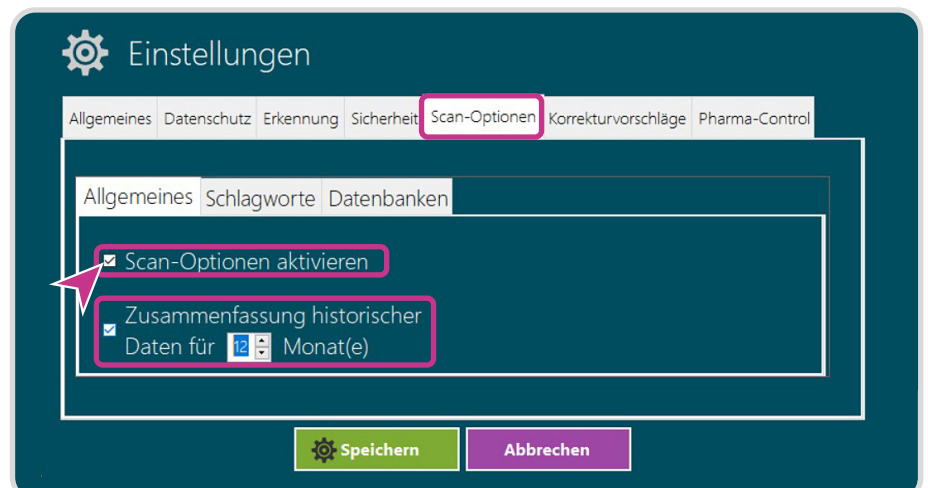 Einstellungen
Allgemeines Datenschutz Erkennung Sicherheit Scan-Optionen Korrekturvorschläge Pharma-Control
Allgemeines Schlagworte Datenbanken
Scan-Optionen aktivieren
Zusammenfassung historischer
Daten für 12 Monat(e)
Speichern Abbrechen